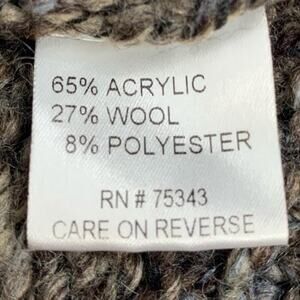 65% ACRYLIC
27% WOOL
8% POLYESTER
RN # 75343
CARE ON REVERSE